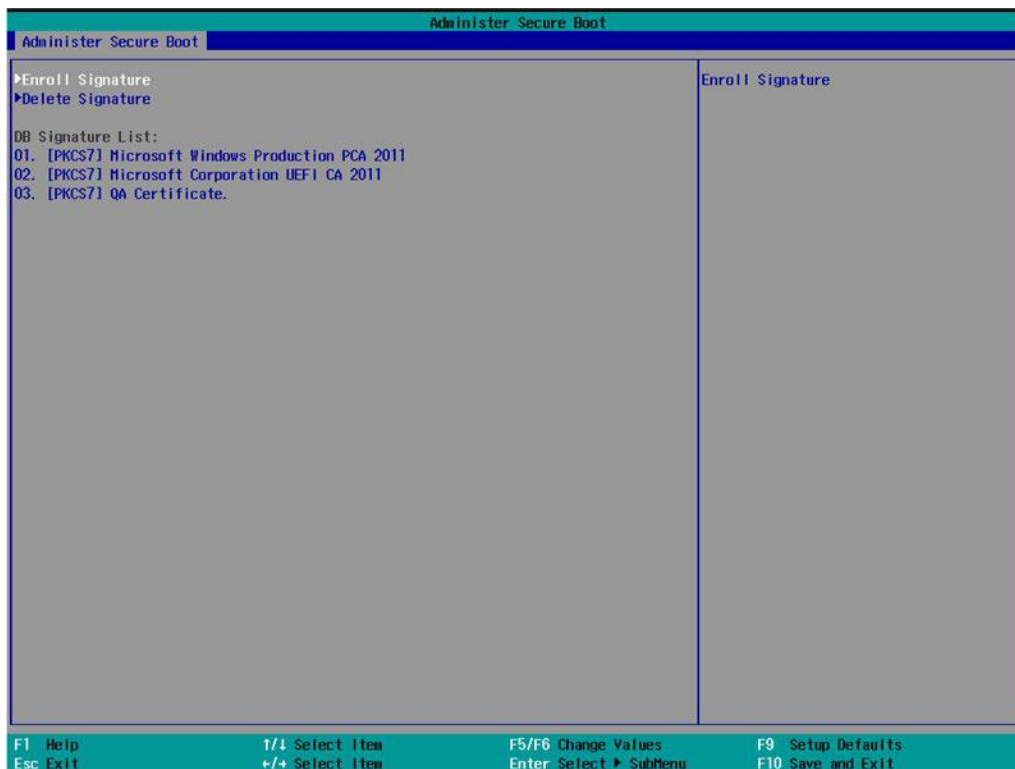 Administer Secure Boot
Administer Secure Boot
▶Enroll Signature
Enroll Signature
▶Delete Signature
DB Signature List:
01. [PKCS7] Microsoft Windows Production PCA 2011
02. [PKCS7] Microsoft Corporation UEFI CA 2011
03. [PKCS7] QA Certificate.
F1 Help ↑/↓ Select Item F5/F6 Change Values F9 Setup Defaults
Esc Exit ←/→ Select Item Enter Select ▶ SubMenu F10 Save and Exit